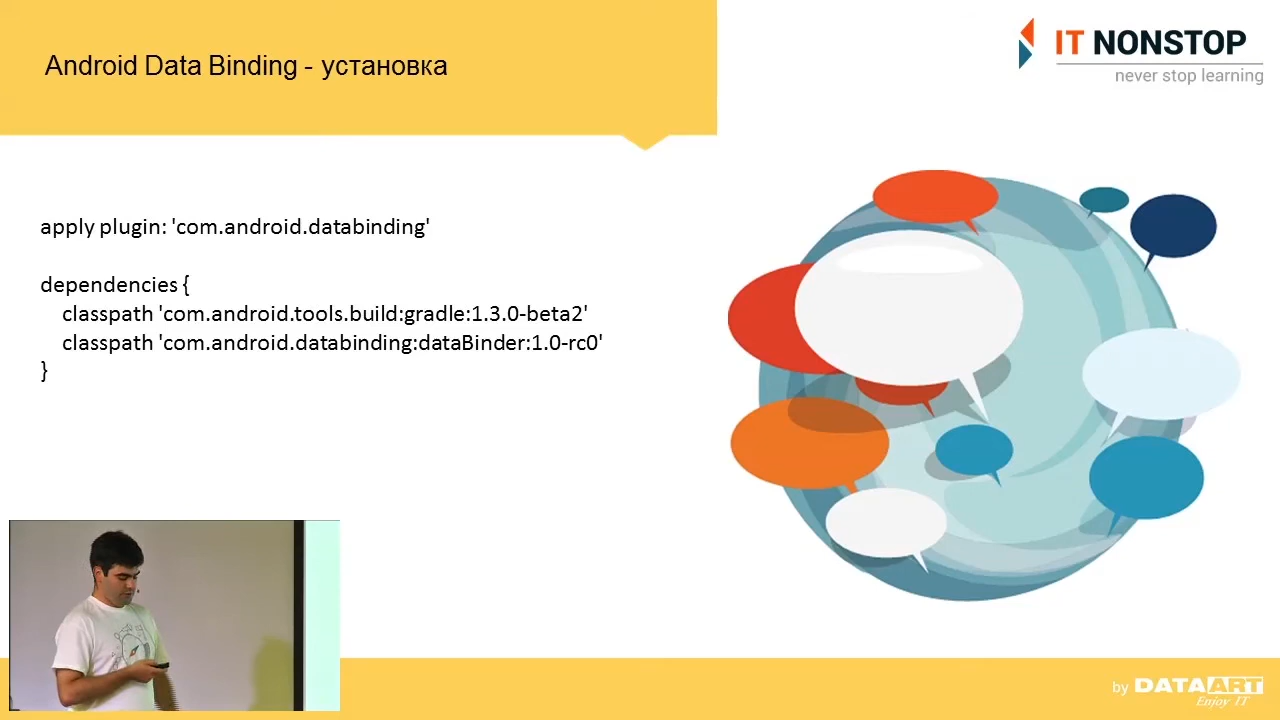 Android Data Binding - установка
IT NONSTOP
never stop learning
apply plugin: 'com.android.databinding'
dependencies {
classpath 'com.android.tools.build:gradle:1.3.0-beta2'
classpath 'com.android.databinding:dataBinder:1.0-rc0'
}
by DATAART
Enjoy IT